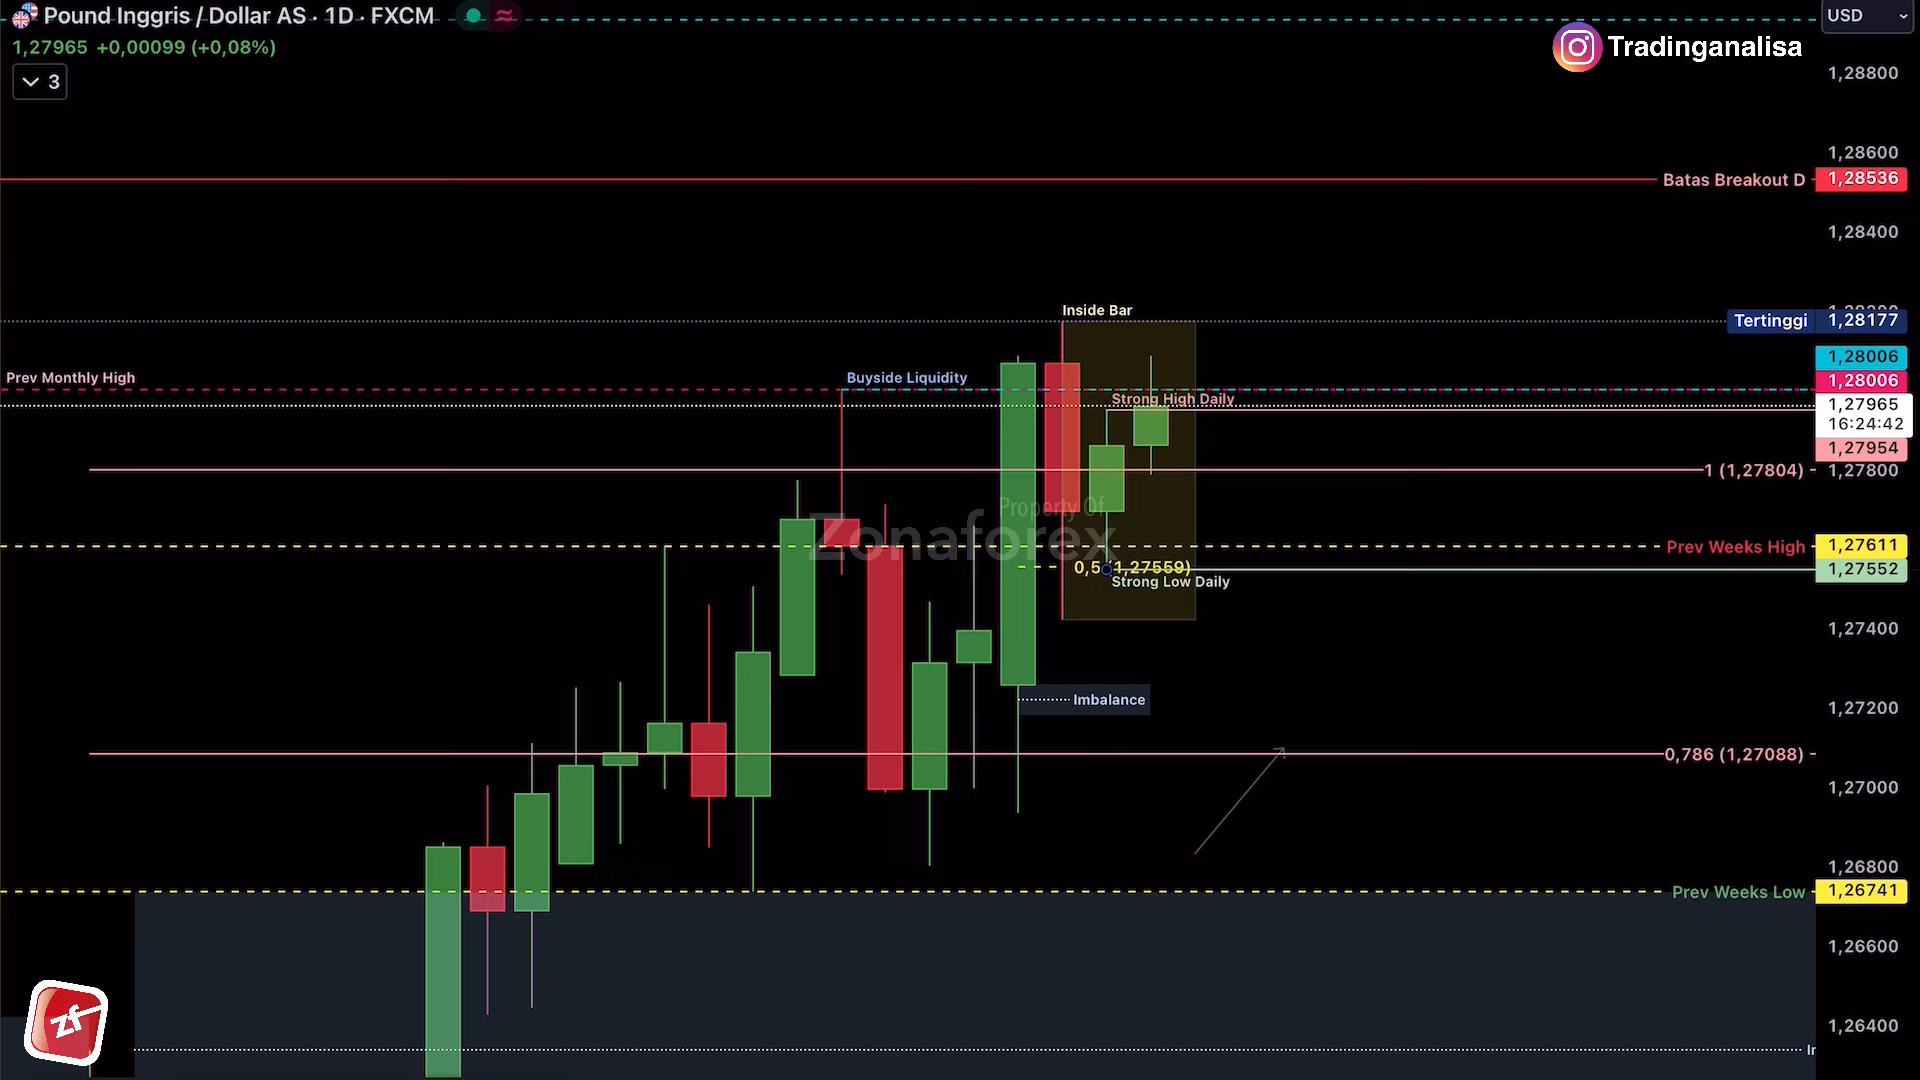 Pound Inggris / Dollar AS · 1D · FXCM
USD
1,27965 +0,00099 (+0,08%)
Tradinganalisa
3
1,28800
1,28600
Batas Breakout D
1,28536
1,28400
Inside Bar
Tertinggi
1,28177
1,28006
Prev Monthly High
Buyside Liquidity
1,28006
Strong High Daily
1,27965
16:24:42
1,27954
1 (1,27804)
1,27800
Property Of
Zonaforex
Prev Weeks High
1,27611
0,5 (1,27559)
1,27552
Strong Low Daily
1,27400
Imbalance
1,27200
0,786 (1,27088)
1,27000
1,26800
Prev Weeks Low
1,26741
1,26600
zf
1,26400